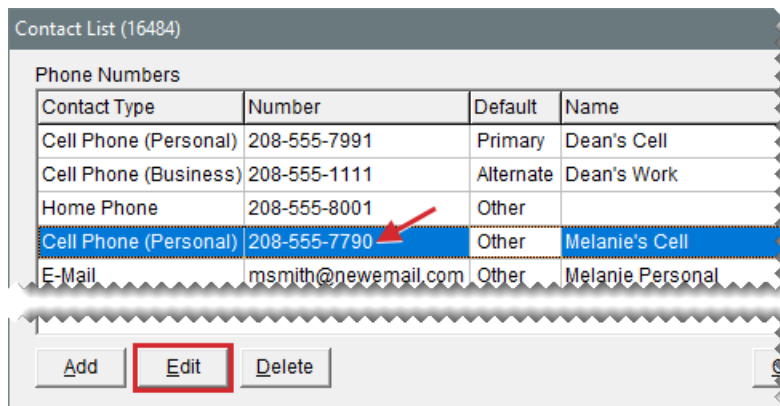 Contact List (16484)
Phone Numbers
Contact Type Number Default Name
Cell Phone (Personal) 208-555-7991 Primary Dean's Cell
Cell Phone (Business) 208-555-1111 Alternate Dean's Work
Home Phone 208-555-8001 Other
Cell Phone (Personal) 208-555-7790 Other Melanie's Cell
E-Mail msmith@newemail.com Other Melanie Personal
Add Edit Delete